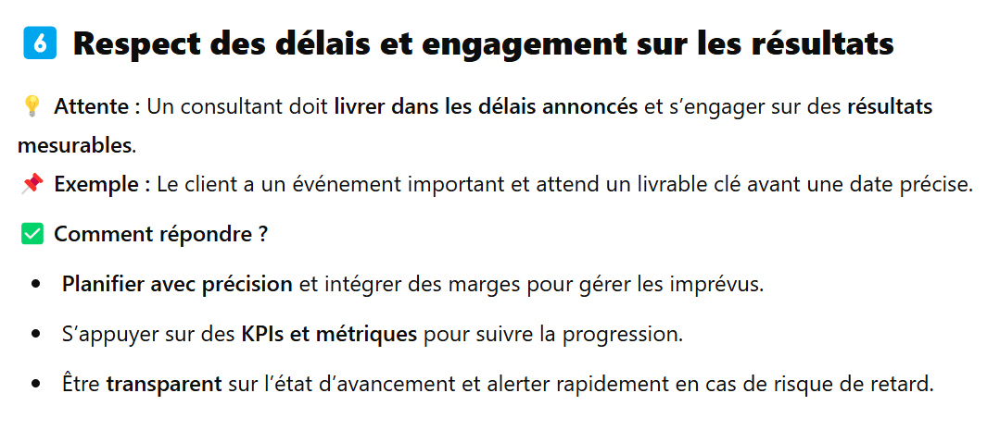 6️⃣ Respect des délais et engagement sur les résultats
💡 Attente : Un consultant doit livrer dans les délais annoncés et s’engager sur des résultats
mesurables.
📌 Exemple : Le client a un événement important et attend un livrable clé avant une date précise.
✅ Comment répondre ?
• Planifier avec précision et intégrer des marges pour gérer les imprévus.
• S’appuyer sur des KPIs et métriques pour suivre la progression.
• Être transparent sur l’état d’avancement et alerter rapidement en cas de risque de retard.